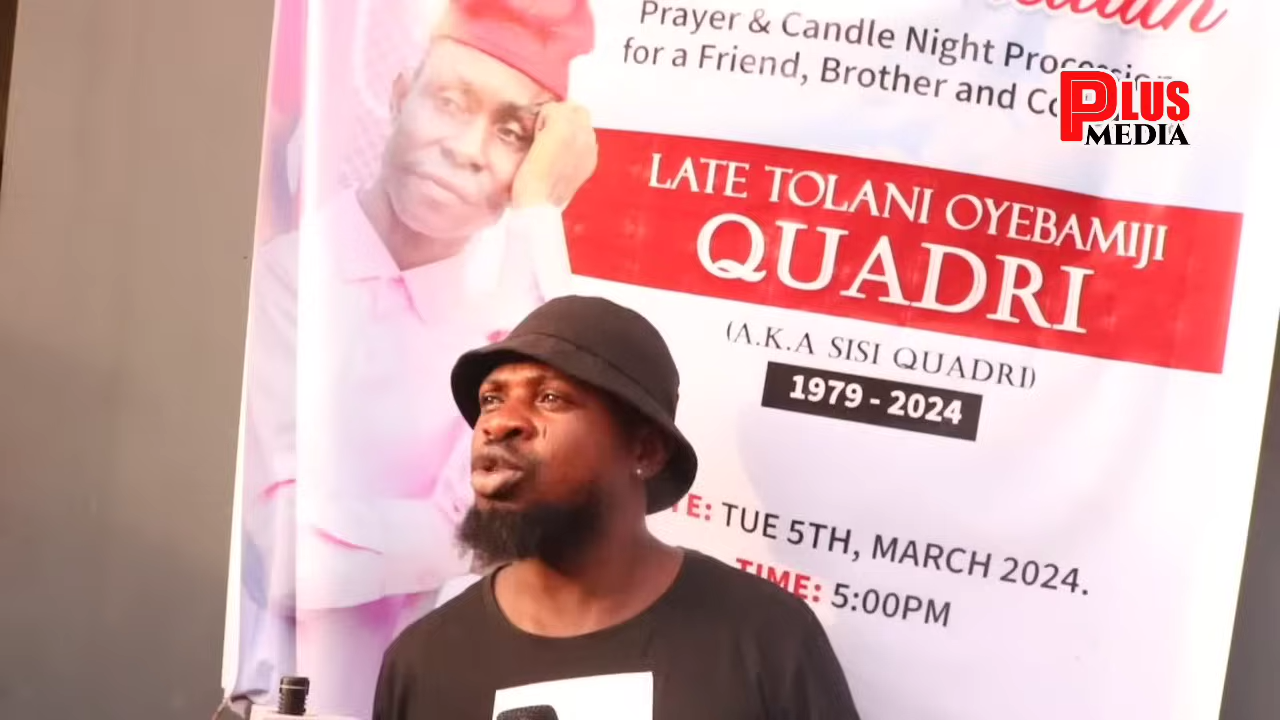 Prayer & Candle Night Procession
for a Friend, Brother and
PLUS
MEDIA
LATE TOLANI OYEBAMIJI
QUADRI
(A.K.A SISI QUADRI)
1979 - 2024
TUE 5TH, MARCH 2024.
TIME: 5:00PM